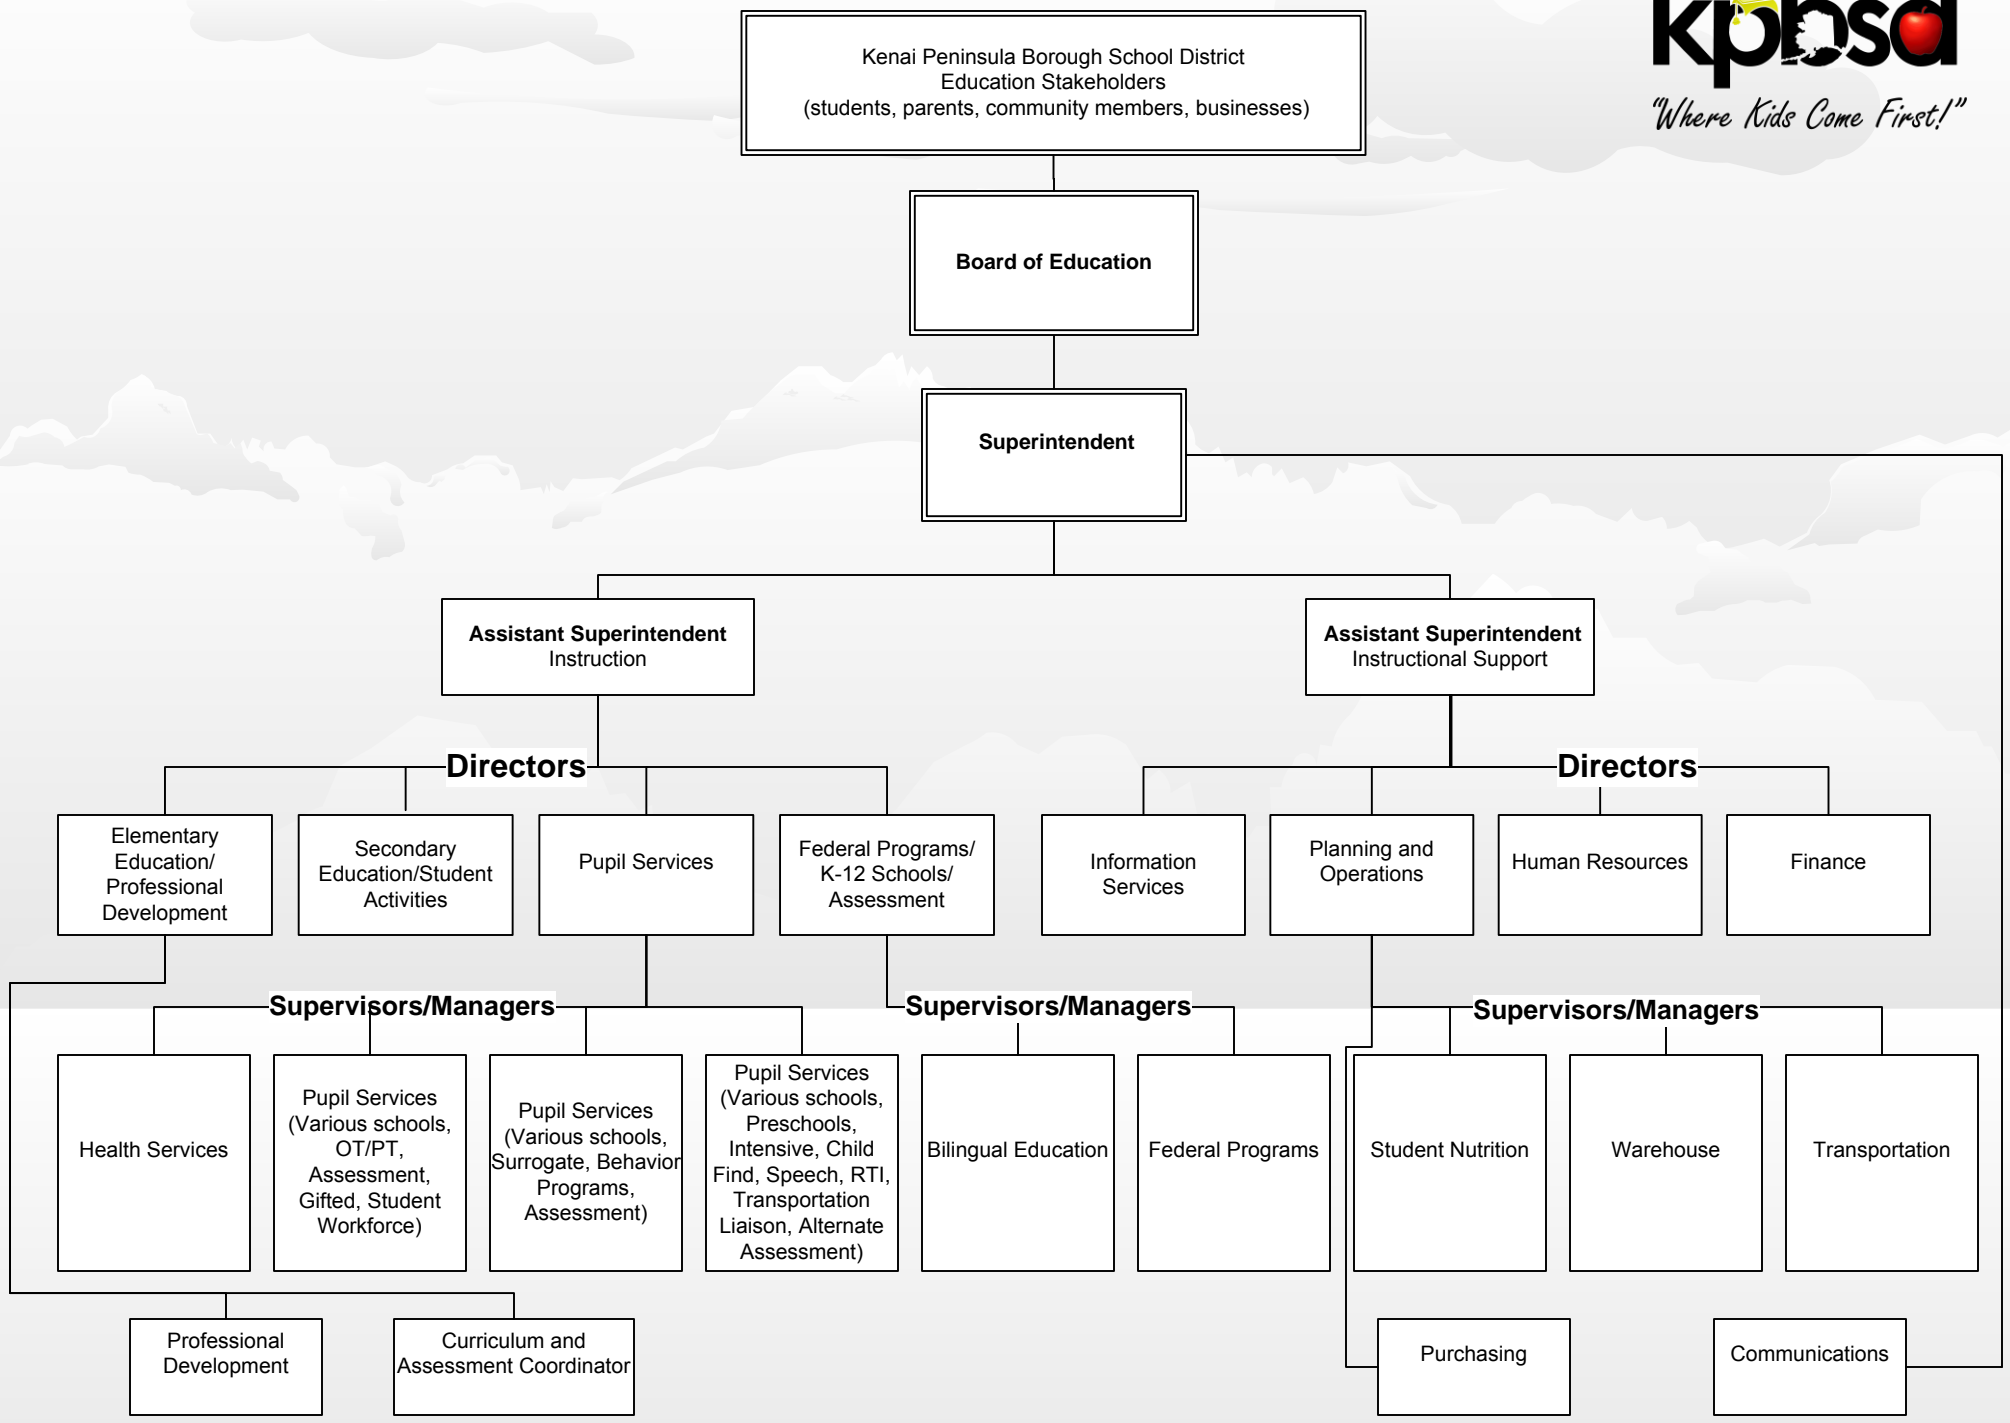 kpbsd
"Where Kids Come First!"
Kenai Peninsula Borough School District
Education Stakeholders
(students, parents, community members, businesses)
Board of Education
Superintendent
Assistant Superintendent
Instruction
Assistant Superintendent
Instructional Support
Directors
Directors
Elementary
Education/
Professional
Development
Secondary
Education/Student
Activities
Pupil Services
Federal Programs/
K-12 Schools/
Assessment
Information
Services
Planning and
Operations
Human Resources
Finance
Supervisors/Managers
Supervisors/Managers
Supervisors/Managers
Health Services
Pupil Services
(Various schools,
OT/PT,
Assessment,
Gifted, Student
Workforce)
Pupil Services
(Various schools,
Surrogate, Behavior
Programs,
Assessment)
Pupil Services
(Various schools,
Preschools,
Intensive, Child
Find, Speech, RTI,
Transportation
Liaison, Alternate
Assessment)
Bilingual Education
Federal Programs
Student Nutrition
Warehouse
Transportation
Professional
Development
Curriculum and
Assessment Coordinator
Purchasing
Communications